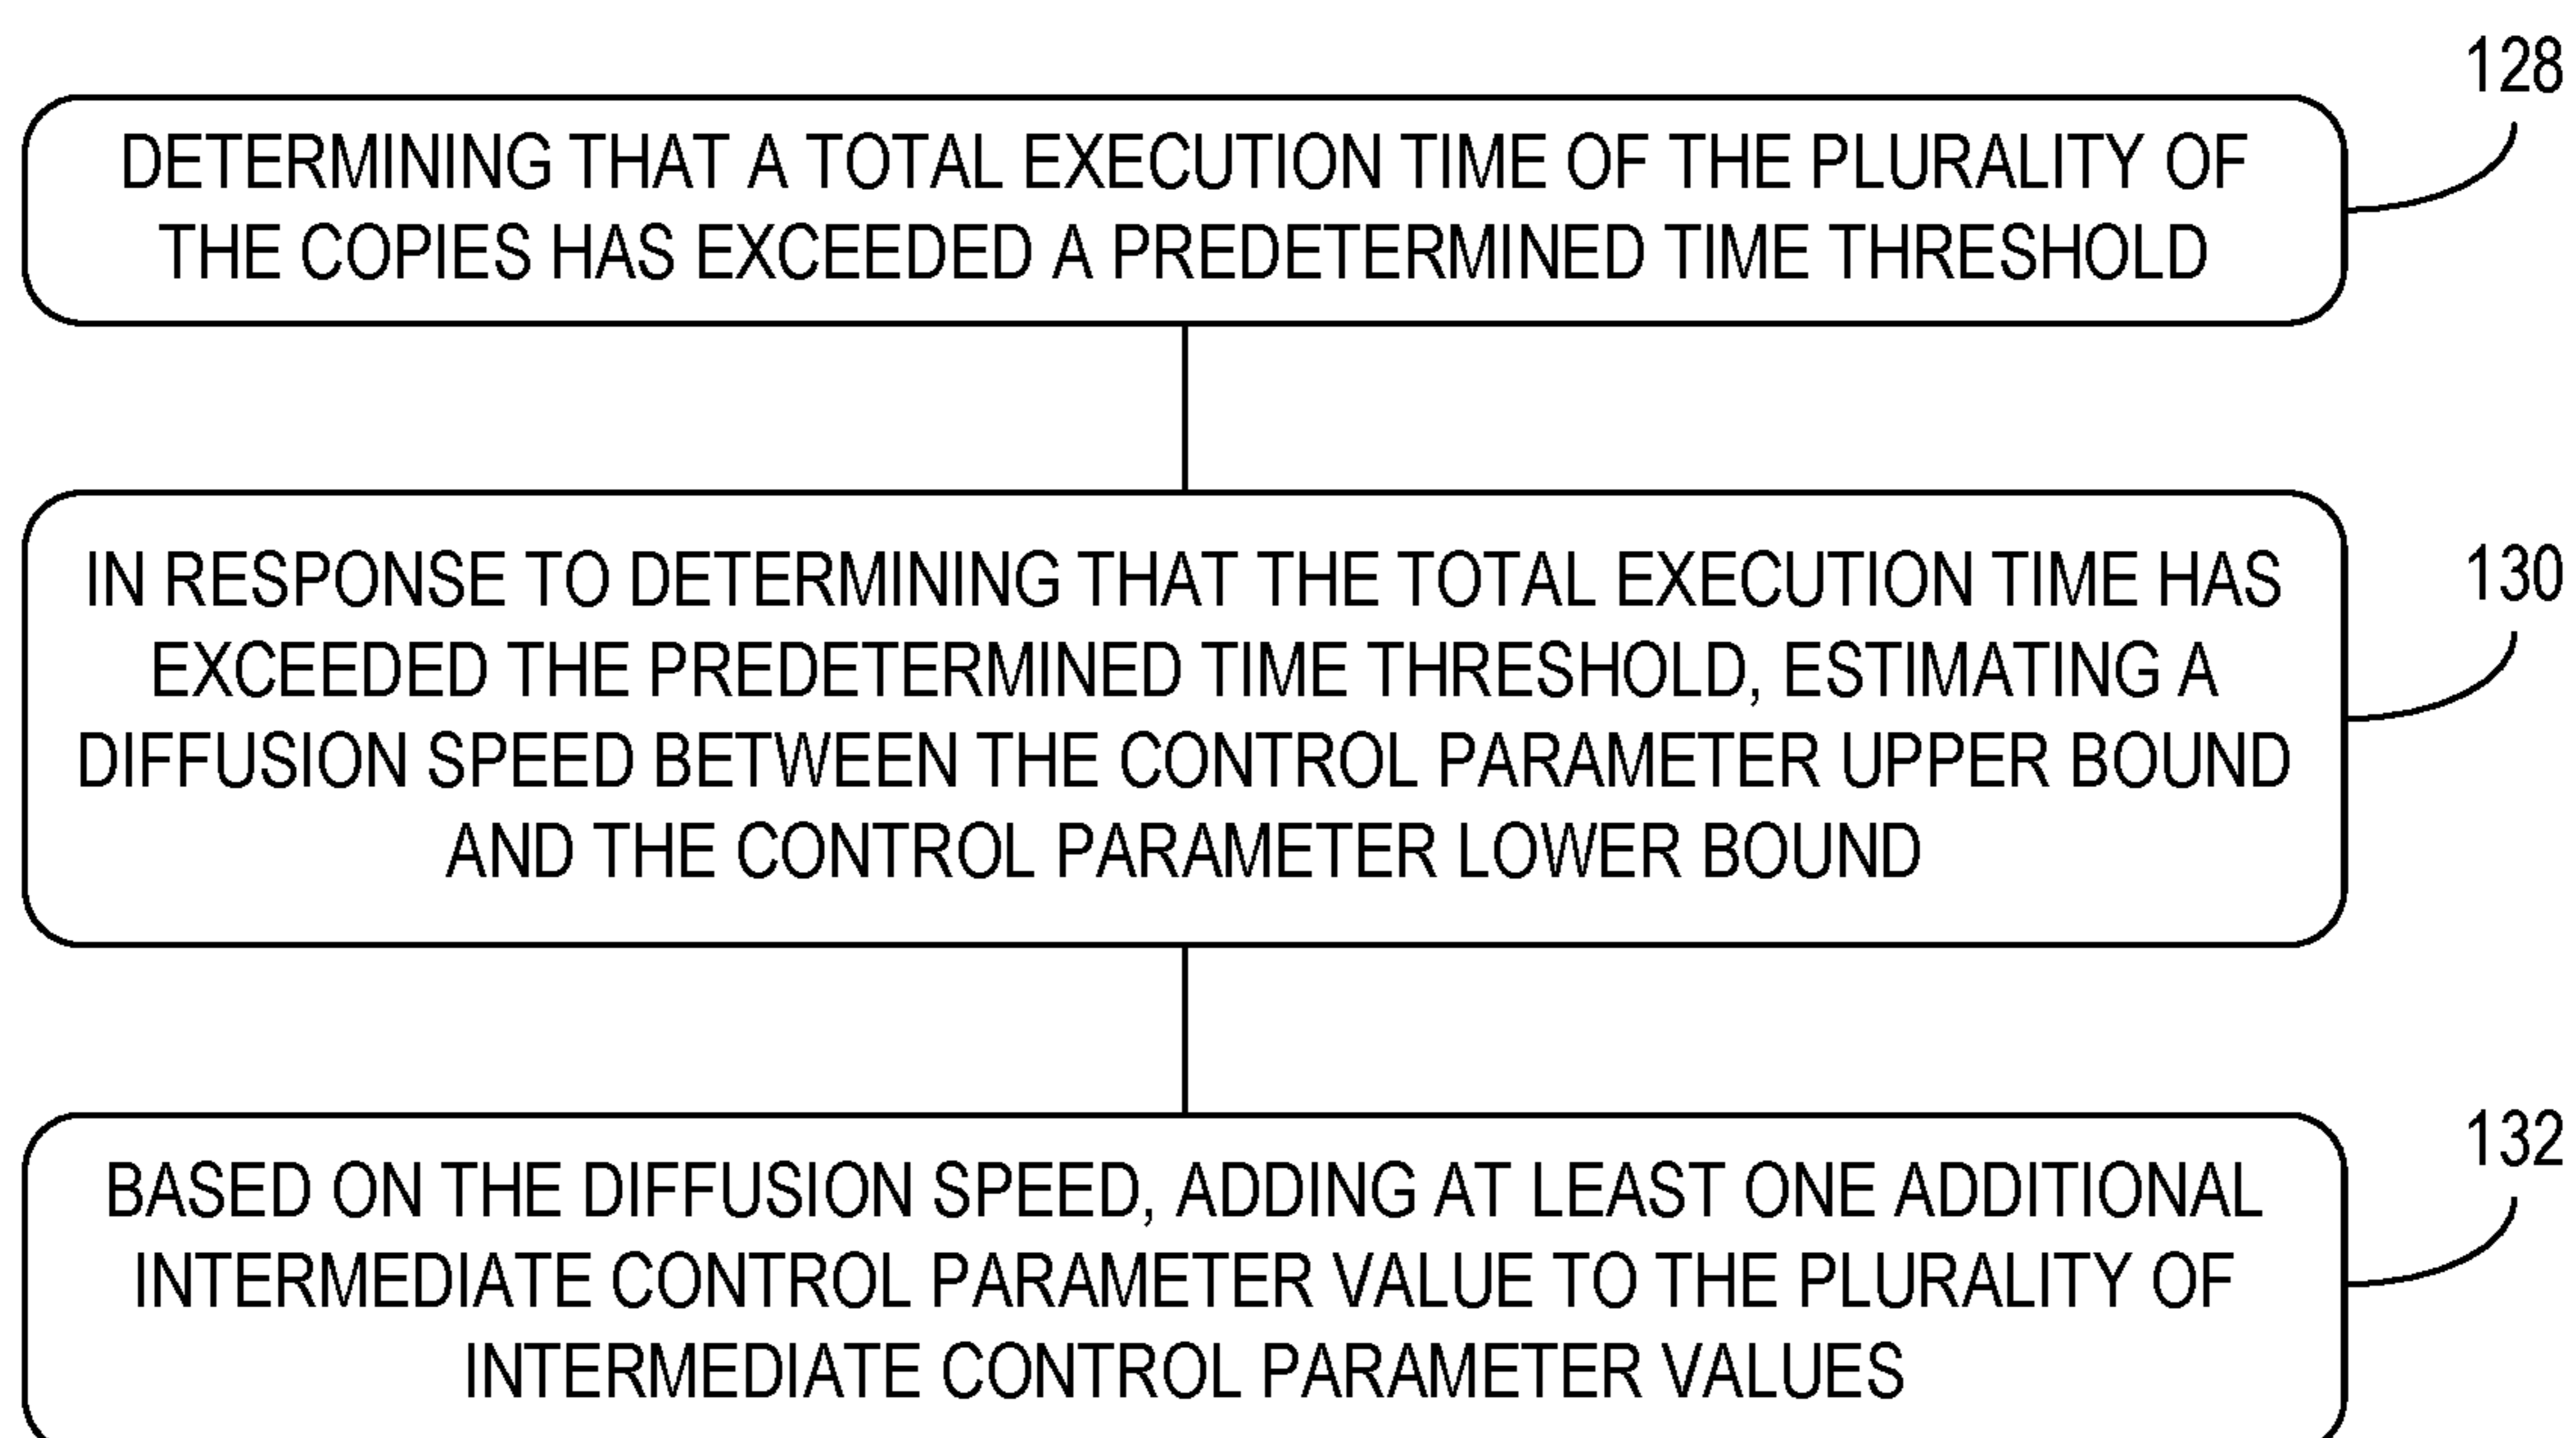 128
DETERMINING THAT A TOTAL EXECUTION TIME OF THE PLURALITY OF
THE COPIES HAS EXCEEDED A PREDETERMINED TIME THRESHOLD
130
IN RESPONSE TO DETERMINING THAT THE TOTAL EXECUTION TIME HAS
EXCEEDED THE PREDETERMINED TIME THRESHOLD, ESTIMATING A
DIFFUSION SPEED BETWEEN THE CONTROL PARAMETER UPPER BOUND
AND THE CONTROL PARAMETER LOWER BOUND
132
BASED ON THE DIFFUSION SPEED, ADDING AT LEAST ONE ADDITIONAL
INTERMEDIATE CONTROL PARAMETER VALUE TO THE PLURALITY OF
INTERMEDIATE CONTROL PARAMETER VALUES